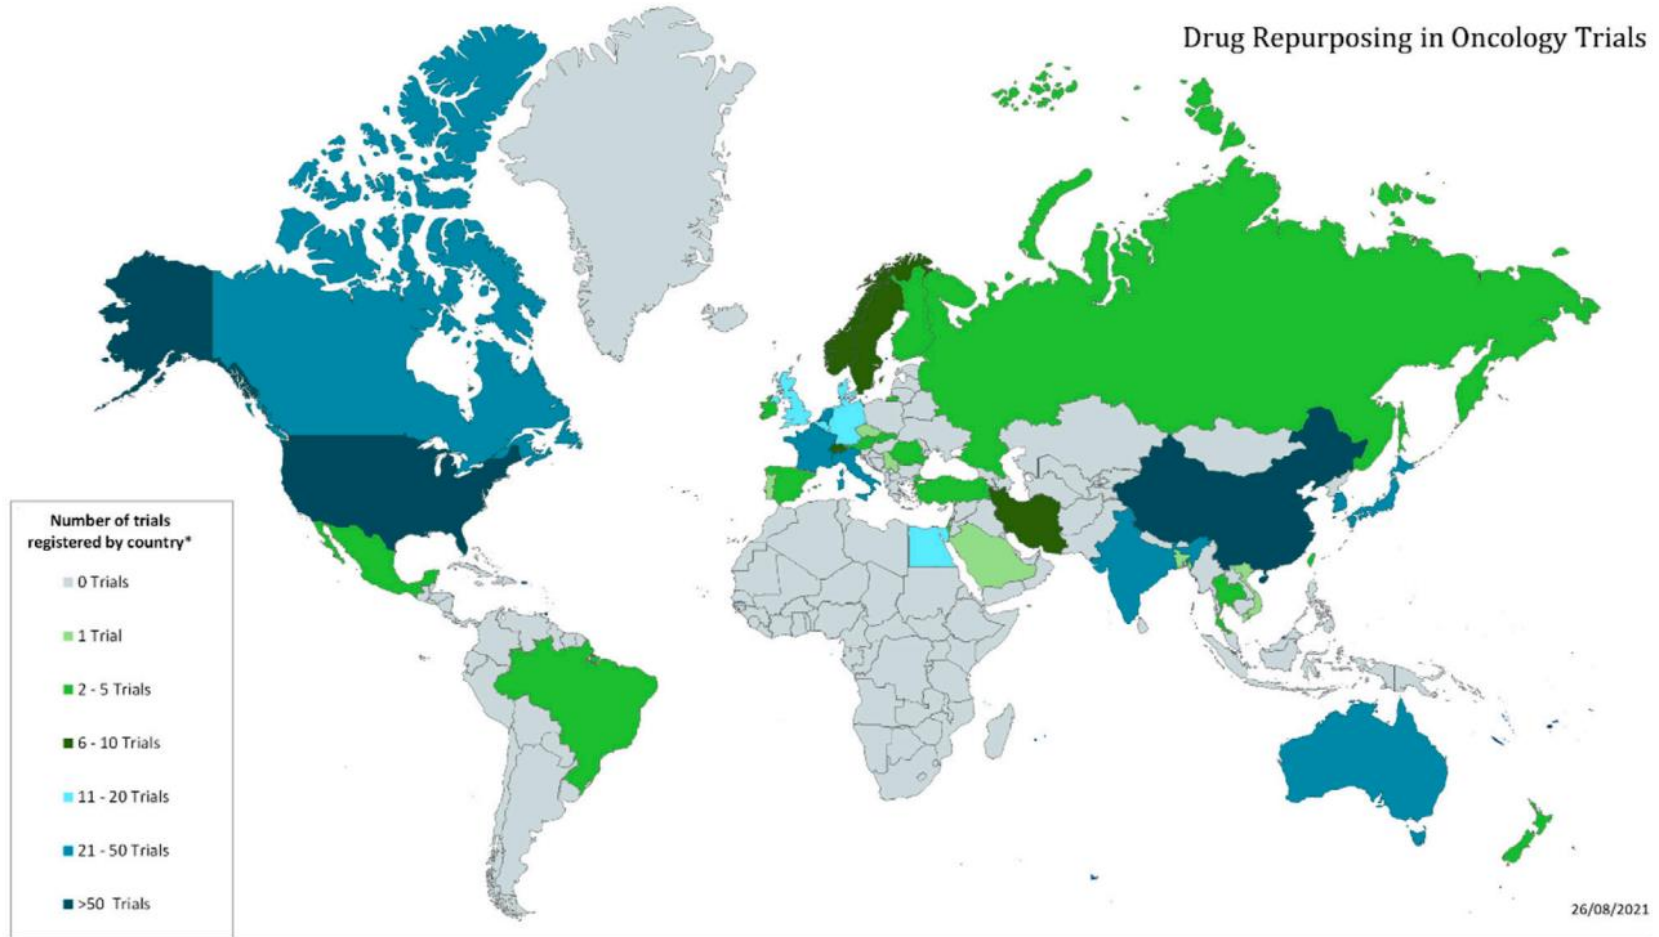 Drug Repurposing in Oncology Trials
Number of trials
registered by country*
0 Trials
1 Trial
2 - 5 Trials
6 - 10 Trials
11 - 20 Trials
21 - 50 Trials
>50 Trials
26/08/2021